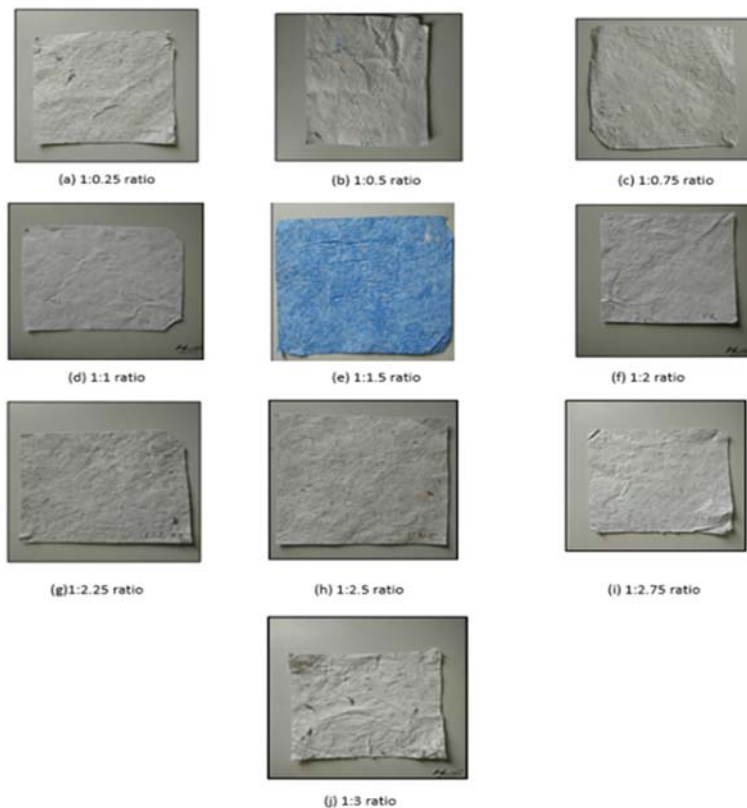 (a) 1:0.25 ratio
(b) 1:0.5 ratio
(c) 1:0.75 ratio
(d) 1:1 ratio
(e) 1:1.5 ratio
(f) 1:2 ratio
(g)1:2.25 ratio
(h) 1:2.5 ratio
(i) 1:2.75 ratio
(j) 1:3 ratio